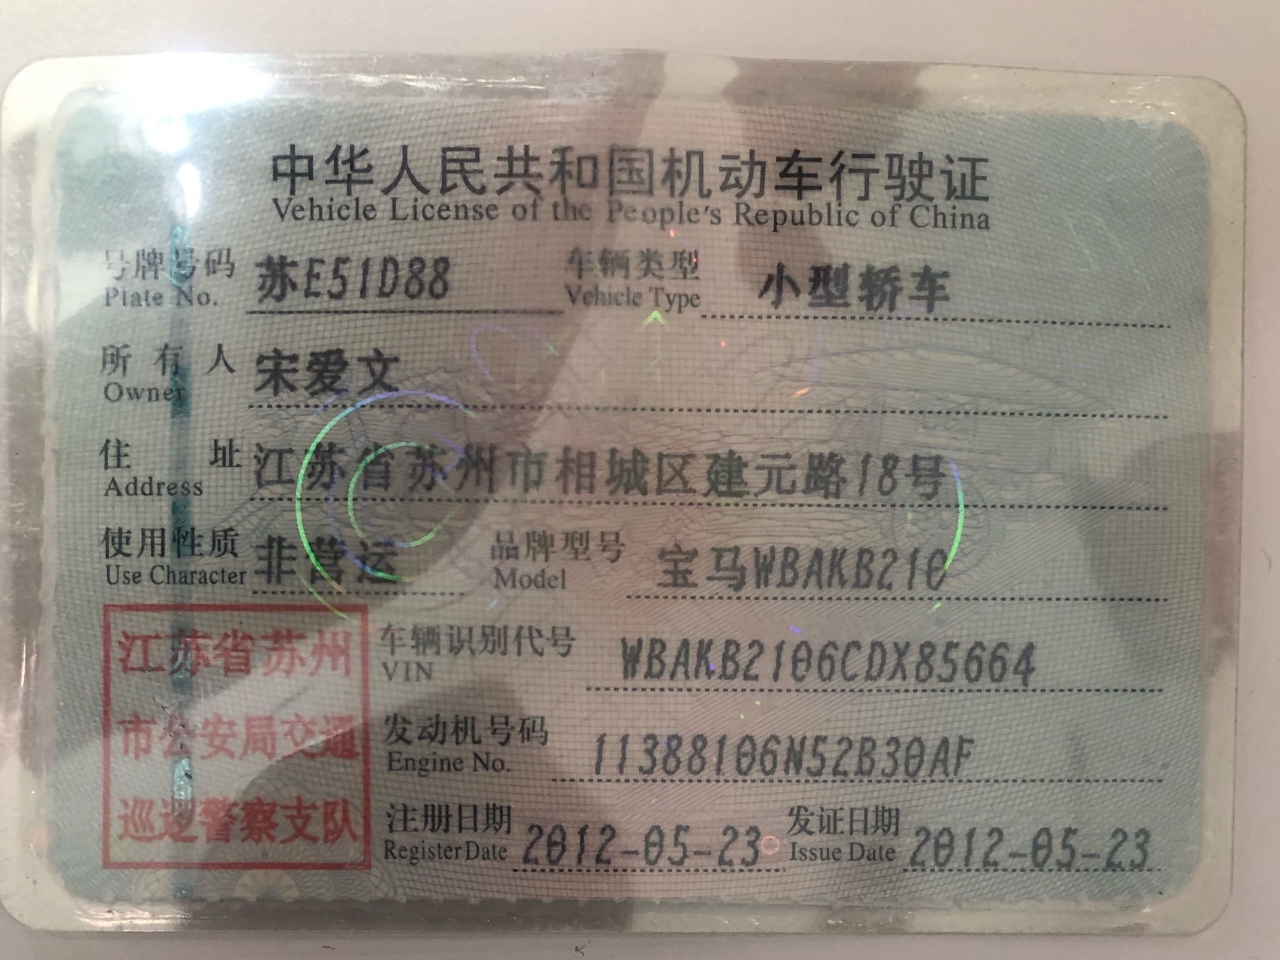 中华人民共和国机动车行驶证
Vehicle License of the People's Republic of China
号牌号码 苏E51D88 车辆类型 小型轿车
Plate No. Vehicle Type
所有人 宋爱文
Owner
住址 江苏省苏州市相城区建元路18号
Address
使用性质 非营运 品牌型号 宝马WBAKB210
Use Character Model
江苏省苏州
市公安局交通
巡逻警察支队
车辆识别代号 WBAKB2106CDX85664
VIN
发动机号码 11388106N52B30AF
Engine No.
注册日期 2012-05-23 发证日期 2012-05-23
Register Date Issue Date